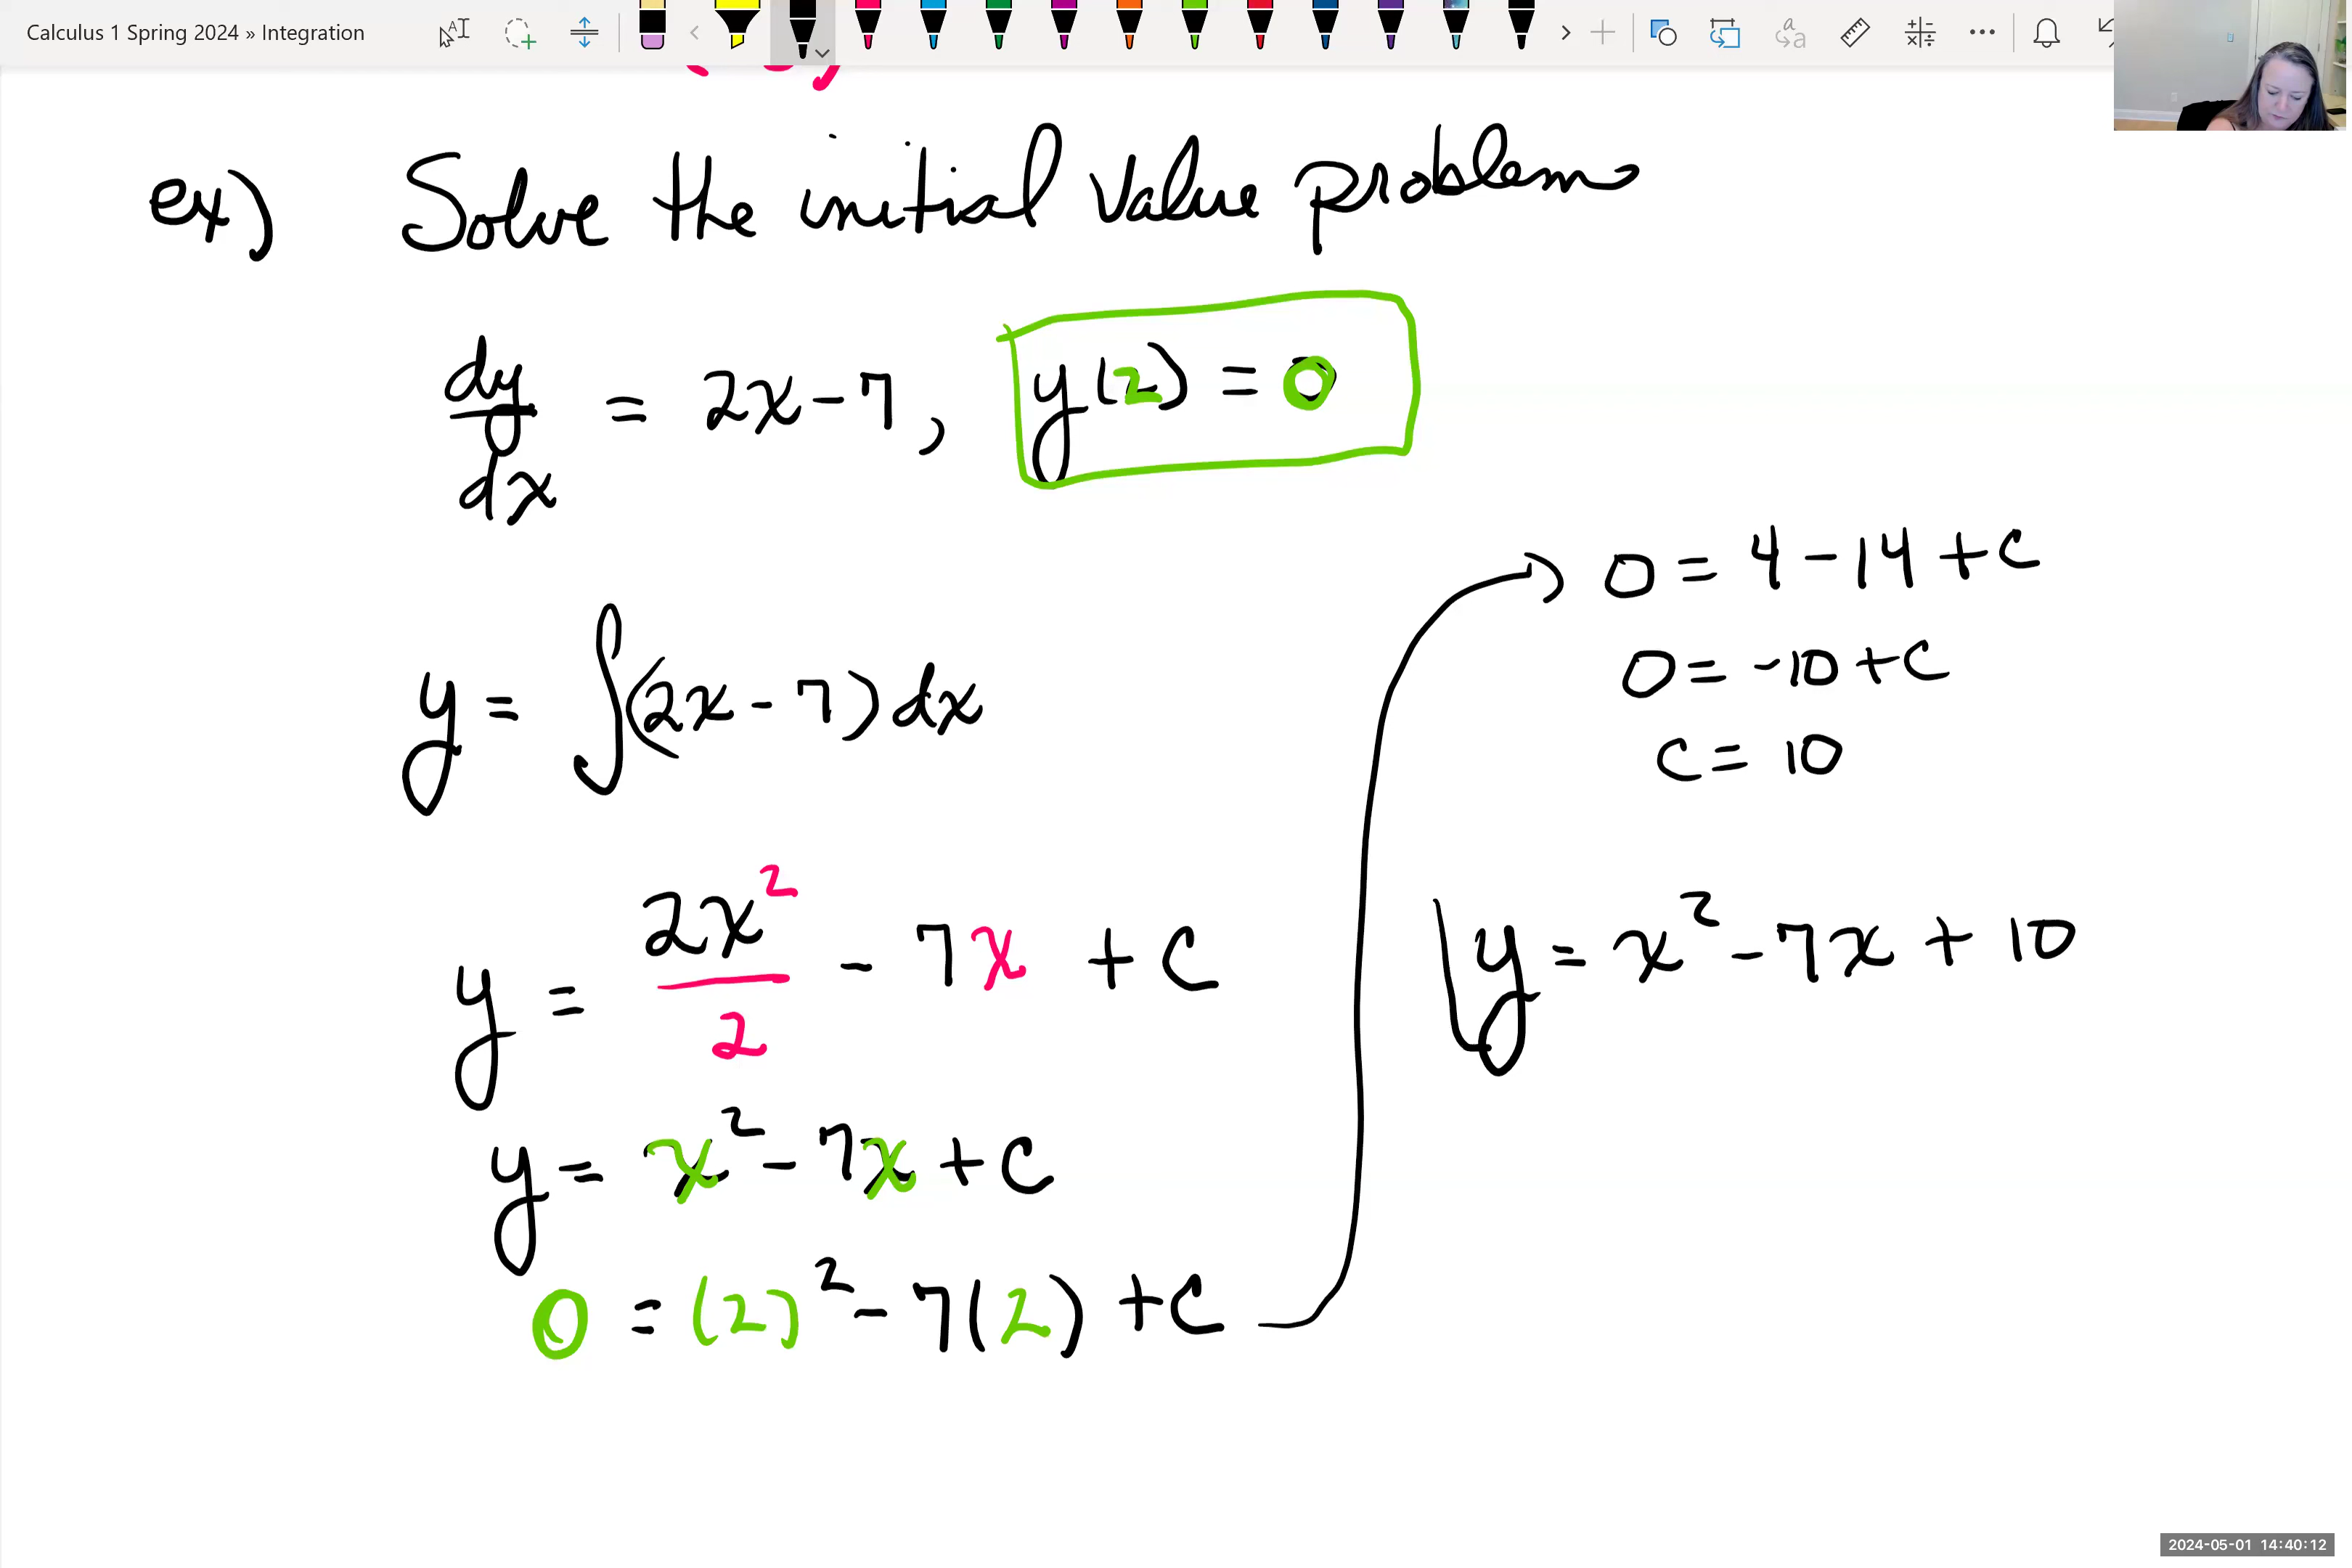 Calculus 1 Spring 2024 » Integration
ex) Solve the initial value problem
dy/dx = 2x - 7, y(2) = 0
y = ∫(2x - 7) dx
y = 2x²/2 - 7x + C
y = x² - 7x + C
0 = (2)² - 7(2) + C
0 = 4 - 14 + C
0 = -10 + C
C = 10
y = x² - 7x + 10
2024-05-01 14:40:12